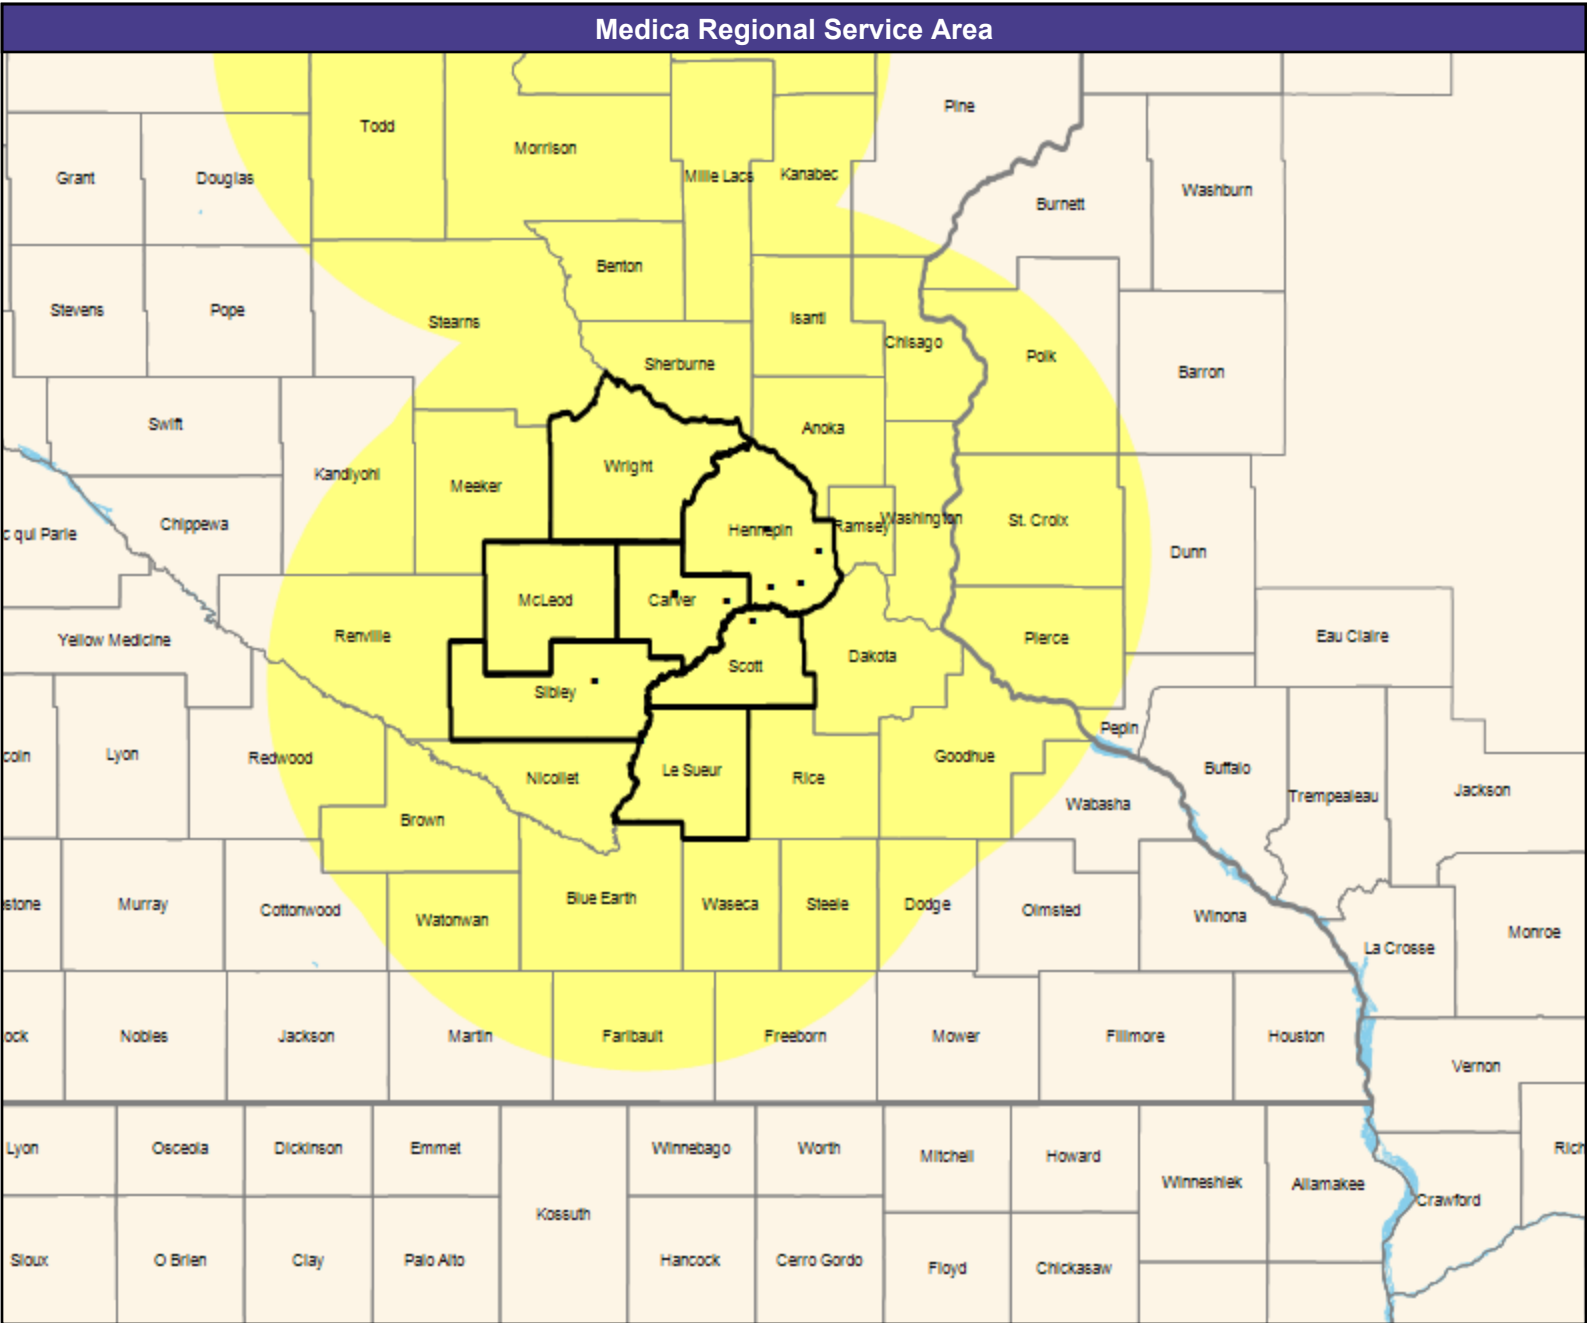 Medica Regional Service Area
Pine
Todd
Morrison
Grant
Douglas
Mille Lacs
Kanabec
Burnett
Washburn
Benton
Stevens
Pope
Stearns
Isanti
Chisago
Sherburne
Polk
Barron
Swift
Anoka
Kandiyohi
Meeker
Wright
Chippewa
c qui Parle
Hennepin
Ramsey
Washington
St. Croix
Dunn
McLeod
Carver
Yellow Medicine
Renville
Scott
Dakota
Pierce
Eau Claire
Sibley
coln
Lyon
Redwood
Nicollet
Le Sueur
Rice
Goodhue
Pepin
Buffalo
Trempealeau
Jackson
Brown
Wabasha
stone
Murray
Cottonwood
Watonwan
Blue Earth
Waseca
Steele
Dodge
Olmsted
Winona
La Crosse
Monroe
ock
Nobles
Jackson
Martin
Faribault
Freeborn
Mower
Fillmore
Houston
Vernon
Lyon
Osceola
Dickinson
Emmet
Winnebago
Worth
Mitchell
Howard
Winneshiek
Allamakee
Crawford
Rich
Kossuth
Sioux
O Brien
Clay
Palo Alto
Hancock
Cerro Gordo
Floyd
Chickasaw